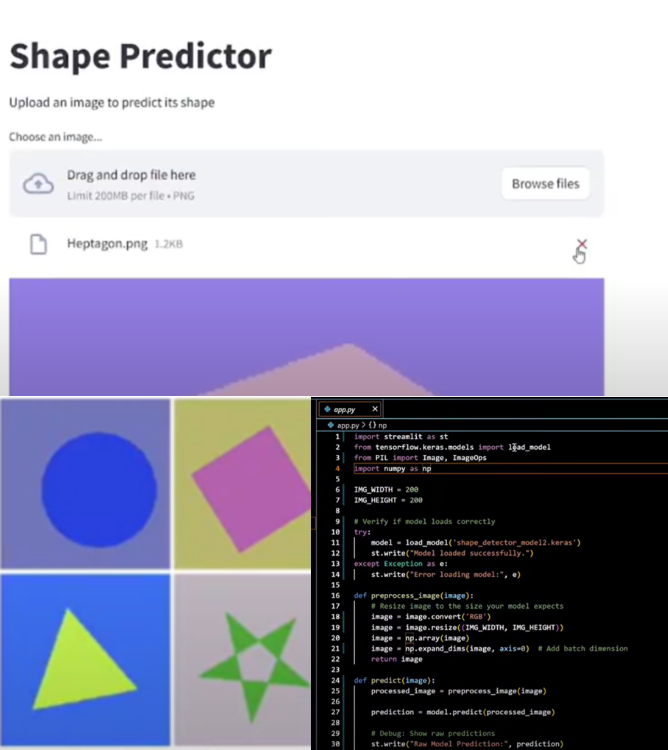 Shape Predictor
Upload an image to predict its shape
Choose an image...
Drag and drop file here
Limit 200MB per file • PNG
Browse files
Heptagon.png 1.2KB
app.py ×
app.py > {} np
1 import streamlit as st
2 from tensorflow.keras.models import load_model
3 from PIL import Image, ImageOps
4 import numpy as np
5
6 IMG_WIDTH = 200
7 IMG_HEIGHT = 200
8
9 # Verify if model loads correctly
10 try:
11 model = load_model('shape_detector_model2.keras')
12 st.write("Model loaded successfully.")
13 except Exception as e:
14 st.write("Error loading model:", e)
15
16 def preprocess_image(image):
17 # Resize image to the size your model expects
18 image = image.convert('RGB')
19 image = image.resize((IMG_WIDTH, IMG_HEIGHT))
20 image = np.array(image)
21 image = np.expand_dims(image, axis=0) # Add batch dimension
22 return image
23
24 def predict(image):
25 processed_image = preprocess_image(image)
26
27 prediction = model.predict(processed_image)
28
29 # Debug: Show raw predictions
30 st.write("Raw Model Prediction:", prediction)